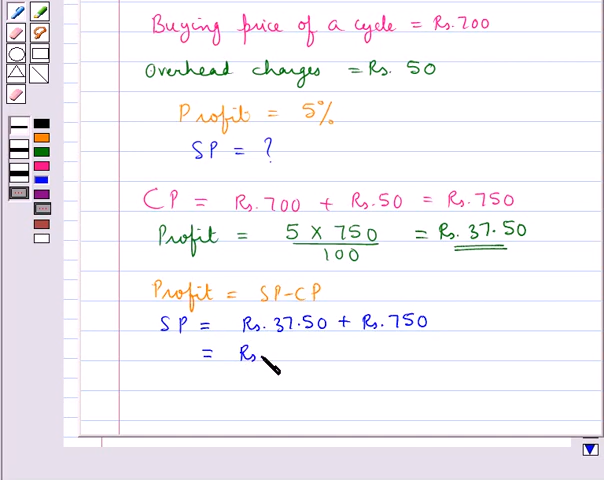 Buying price of a cycle = Rs. 700
Overhead charges = Rs. 50
Profit = 5%
SP = ?
CP = Rs. 700 + Rs. 50 = Rs. 750
Profit = 5 × 750 / 100 = Rs. 37.50
Profit = SP-CP
SP = Rs. 37.50 + Rs. 750
= Rs